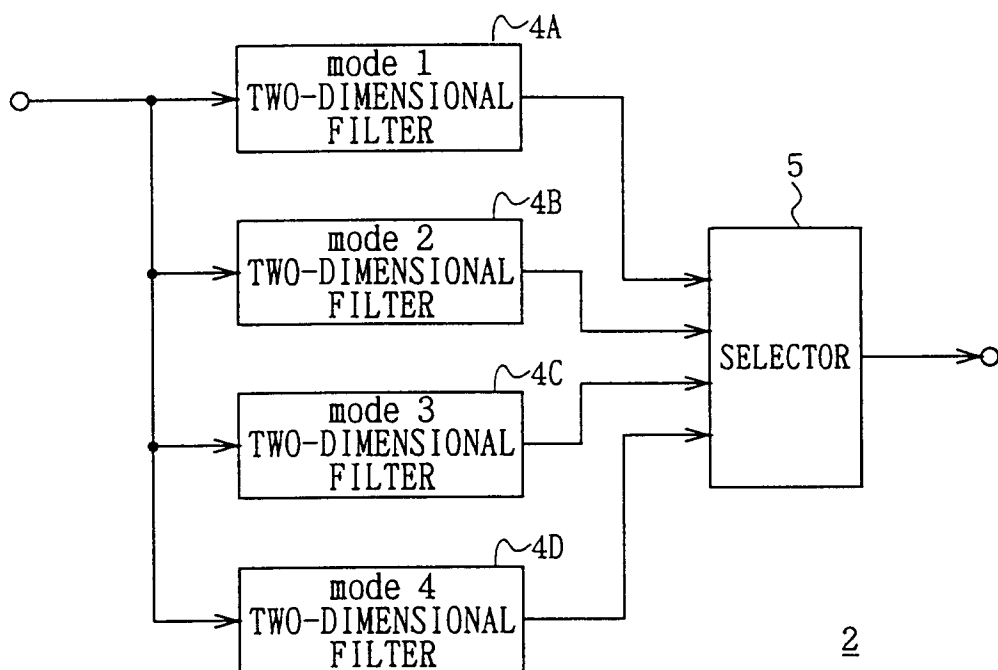 4A
mode 1
TWO-DIMENSIONAL
FILTER
5
4B
mode 2
TWO-DIMENSIONAL
FILTER
SELECTOR
4C
mode 3
TWO-DIMENSIONAL
FILTER
4D
mode 4
TWO-DIMENSIONAL
FILTER
2